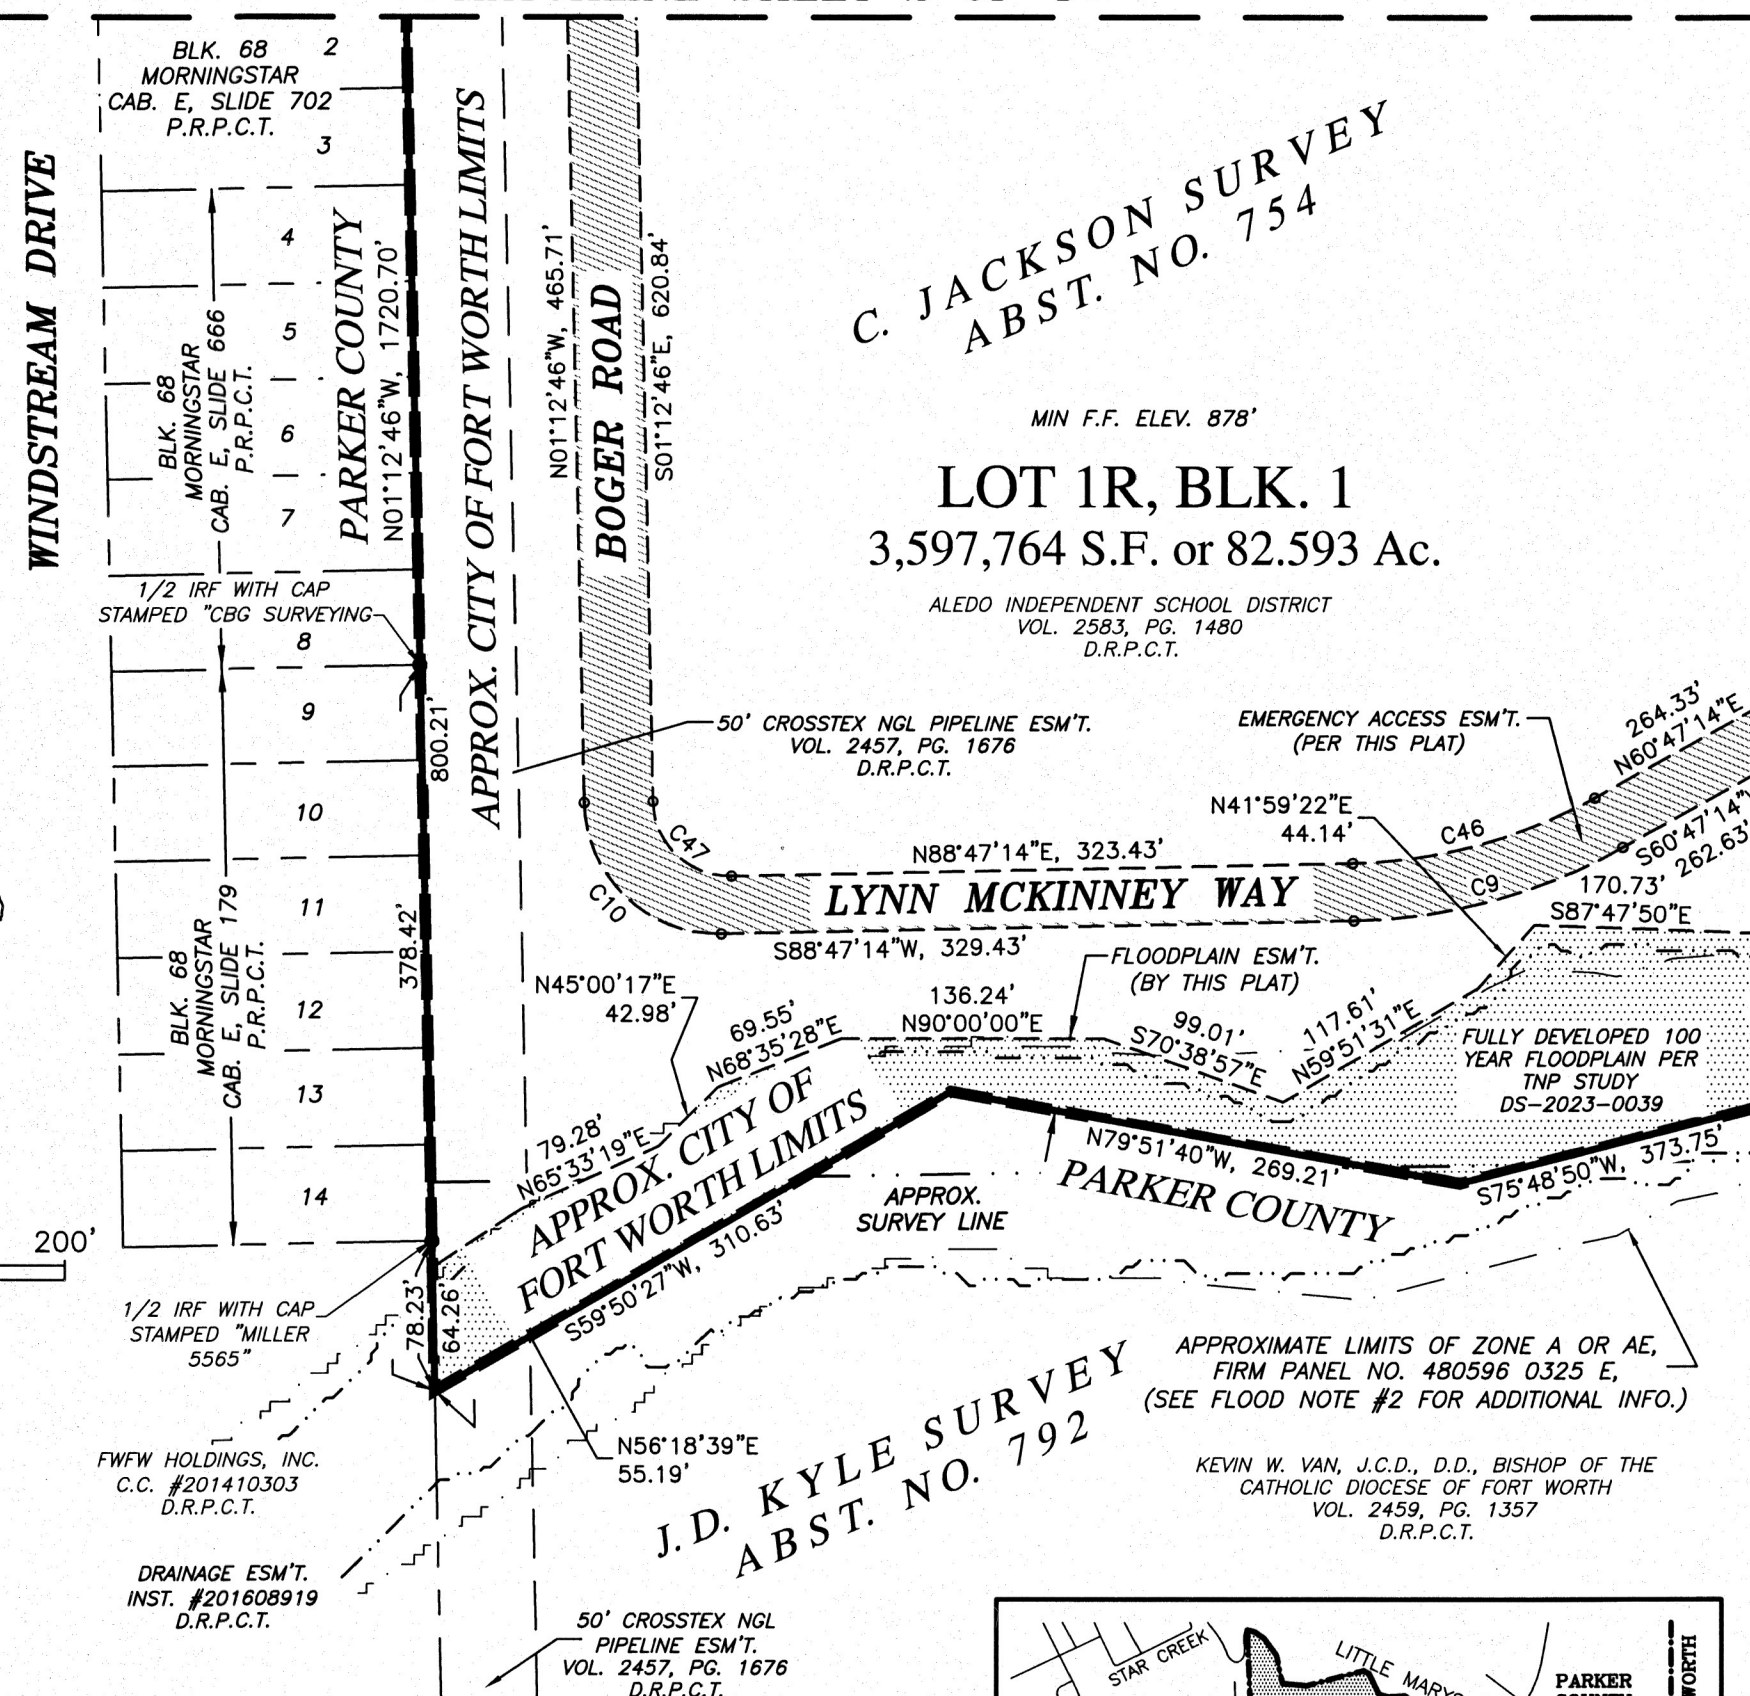 BLK. 68
MORNINGSTAR
CAB. E, SLIDE 702
P.R.P.C.T.
2
3
4
5
6
7
8
9
10
11
12
13
14
WINDSTREAM DRIVE
BLK. 68
MORNINGSTAR
CAB. E, SLIDE 666
P.R.P.C.T.
PARKER COUNTY
N01°12'46"W, 1720.70'
APPROX. CITY OF FORT WORTH LIMITS
N01°12'46"W, 465.71'
BOGER ROAD
S01°12'46"E, 620.84'
C. JACKSON SURVEY
ABST. NO. 754
MIN F.F. ELEV. 878'
LOT 1R, BLK. 1
3,597,764 S.F. or 82.593 Ac.
ALEDO INDEPENDENT SCHOOL DISTRICT
VOL. 2583, PG. 1480
D.R.P.C.T.
1/2 IRF WITH CAP
STAMPED "CBG SURVEYING
800.21'
50' CROSSTEX NGL PIPELINE ESM'T.
VOL. 2457, PG. 1676
D.R.P.C.T.
EMERGENCY ACCESS ESM'T.
(PER THIS PLAT)
264.33'
N60°47'14"E
N41°59'22"E
44.14'
C46
C47
C10
C9
S60°47'14"W
262.63'
N88°47'14"E, 323.43'
LYNN MCKINNEY WAY
S88°47'14"W, 329.43'
170.73'
S87°47'50"E
BLK. 68
MORNINGSTAR
CAB. E, SLIDE 179
P.R.P.C.T.
378.42'
FLOODPLAIN ESM'T.
(BY THIS PLAT)
N45°00'17"E
42.98'
69.55'
N68°35'28"E
136.24'
N90°00'00"E
99.01'
S70°38'57"E
117.61'
N59°51'31"E
FULLY DEVELOPED 100
YEAR FLOODPLAIN PER
TNP STUDY
DS-2023-0039
79.28'
N65°33'19"E
APPROX. CITY OF
FORT WORTH LIMITS
S59°50'27"W, 310.63'
N79°51'40"W, 269.21'
PARKER COUNTY
S75°48'50"W, 373.75'
APPROX.
SURVEY LINE
200'
1/2 IRF WITH CAP
STAMPED "MILLER
5565"
78.23'
64.26'
APPROXIMATE LIMITS OF ZONE A OR AE,
FIRM PANEL NO. 480596 0325 E,
(SEE FLOOD NOTE #2 FOR ADDITIONAL INFO.)
FWFW HOLDINGS, INC.
C.C. #201410303
D.R.P.C.T.
N56°18'39"E
55.19'
J.D. KYLE SURVEY
ABST. NO. 792
KEVIN W. VAN, J.C.D., D.D., BISHOP OF THE
CATHOLIC DIOCESE OF FORT WORTH
VOL. 2459, PG. 1357
D.R.P.C.T.
DRAINAGE ESM'T.
INST. #201608919
D.R.P.C.T.
50' CROSSTEX NGL
PIPELINE ESM'T.
VOL. 2457, PG. 1676
D.R.P.C.T.
STAR CREEK
LITTLE MARYS
PARKER
WORTH